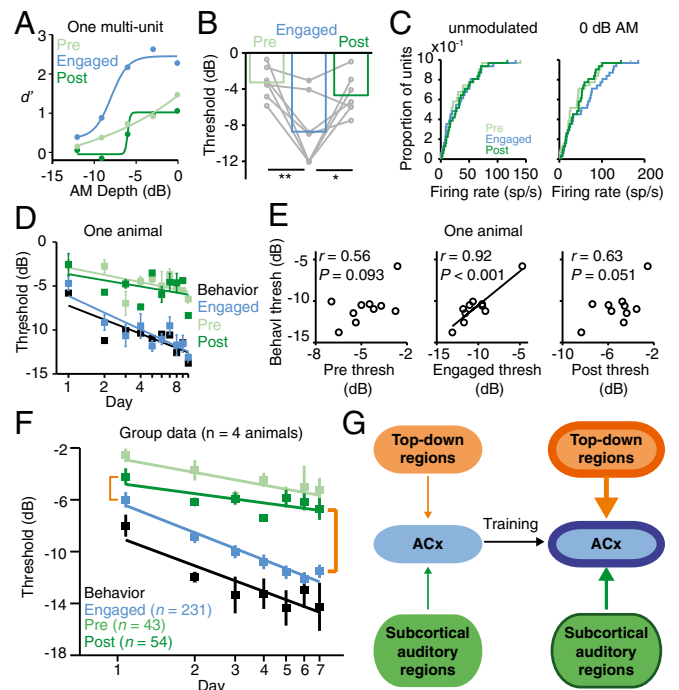 A
One multi-unit
Pre
Engaged
Post
d'
3
2
1
0
-15
-10
-5
0
AM Depth (dB)
B
Engaged
Pre
Post
Threshold (dB)
0
-4
-8
-12
**
*
C
unmodulated
0 dB AM
x10⁻¹
Proportion of units
10
8
6
4
2
0
Pre
Engaged
Post
0 50 100 150
0 100 200
Firing rate (sp/s)
Firing rate (sp/s)
D
One animal
Threshold (dB)
0
-5
-10
-15
Behavior
Engaged
Pre
Post
1 2 4 6 8
Day
E
One animal
Behavl thresh (dB)
-5
-10
-15
r = 0.56
P = 0.093
-8 -2
Pre thresh
(dB)
r = 0.92
P < 0.001
-15 -10 -5
Engaged thresh
(dB)
r = 0.63
P = 0.051
-10 -6 -2
Post thresh
(dB)
F
Group data (n = 4 animals)
Threshold (dB)
-2
-6
-10
-14
-18
Behavior
Engaged (n = 231)
Pre (n = 43)
Post (n = 54)
1 2 3 4 5 6 7
Day
G
Top-down
regions
ACx
Subcortical
auditory
regions
Training
Top-down
regions
ACx
Subcortical
auditory
regions